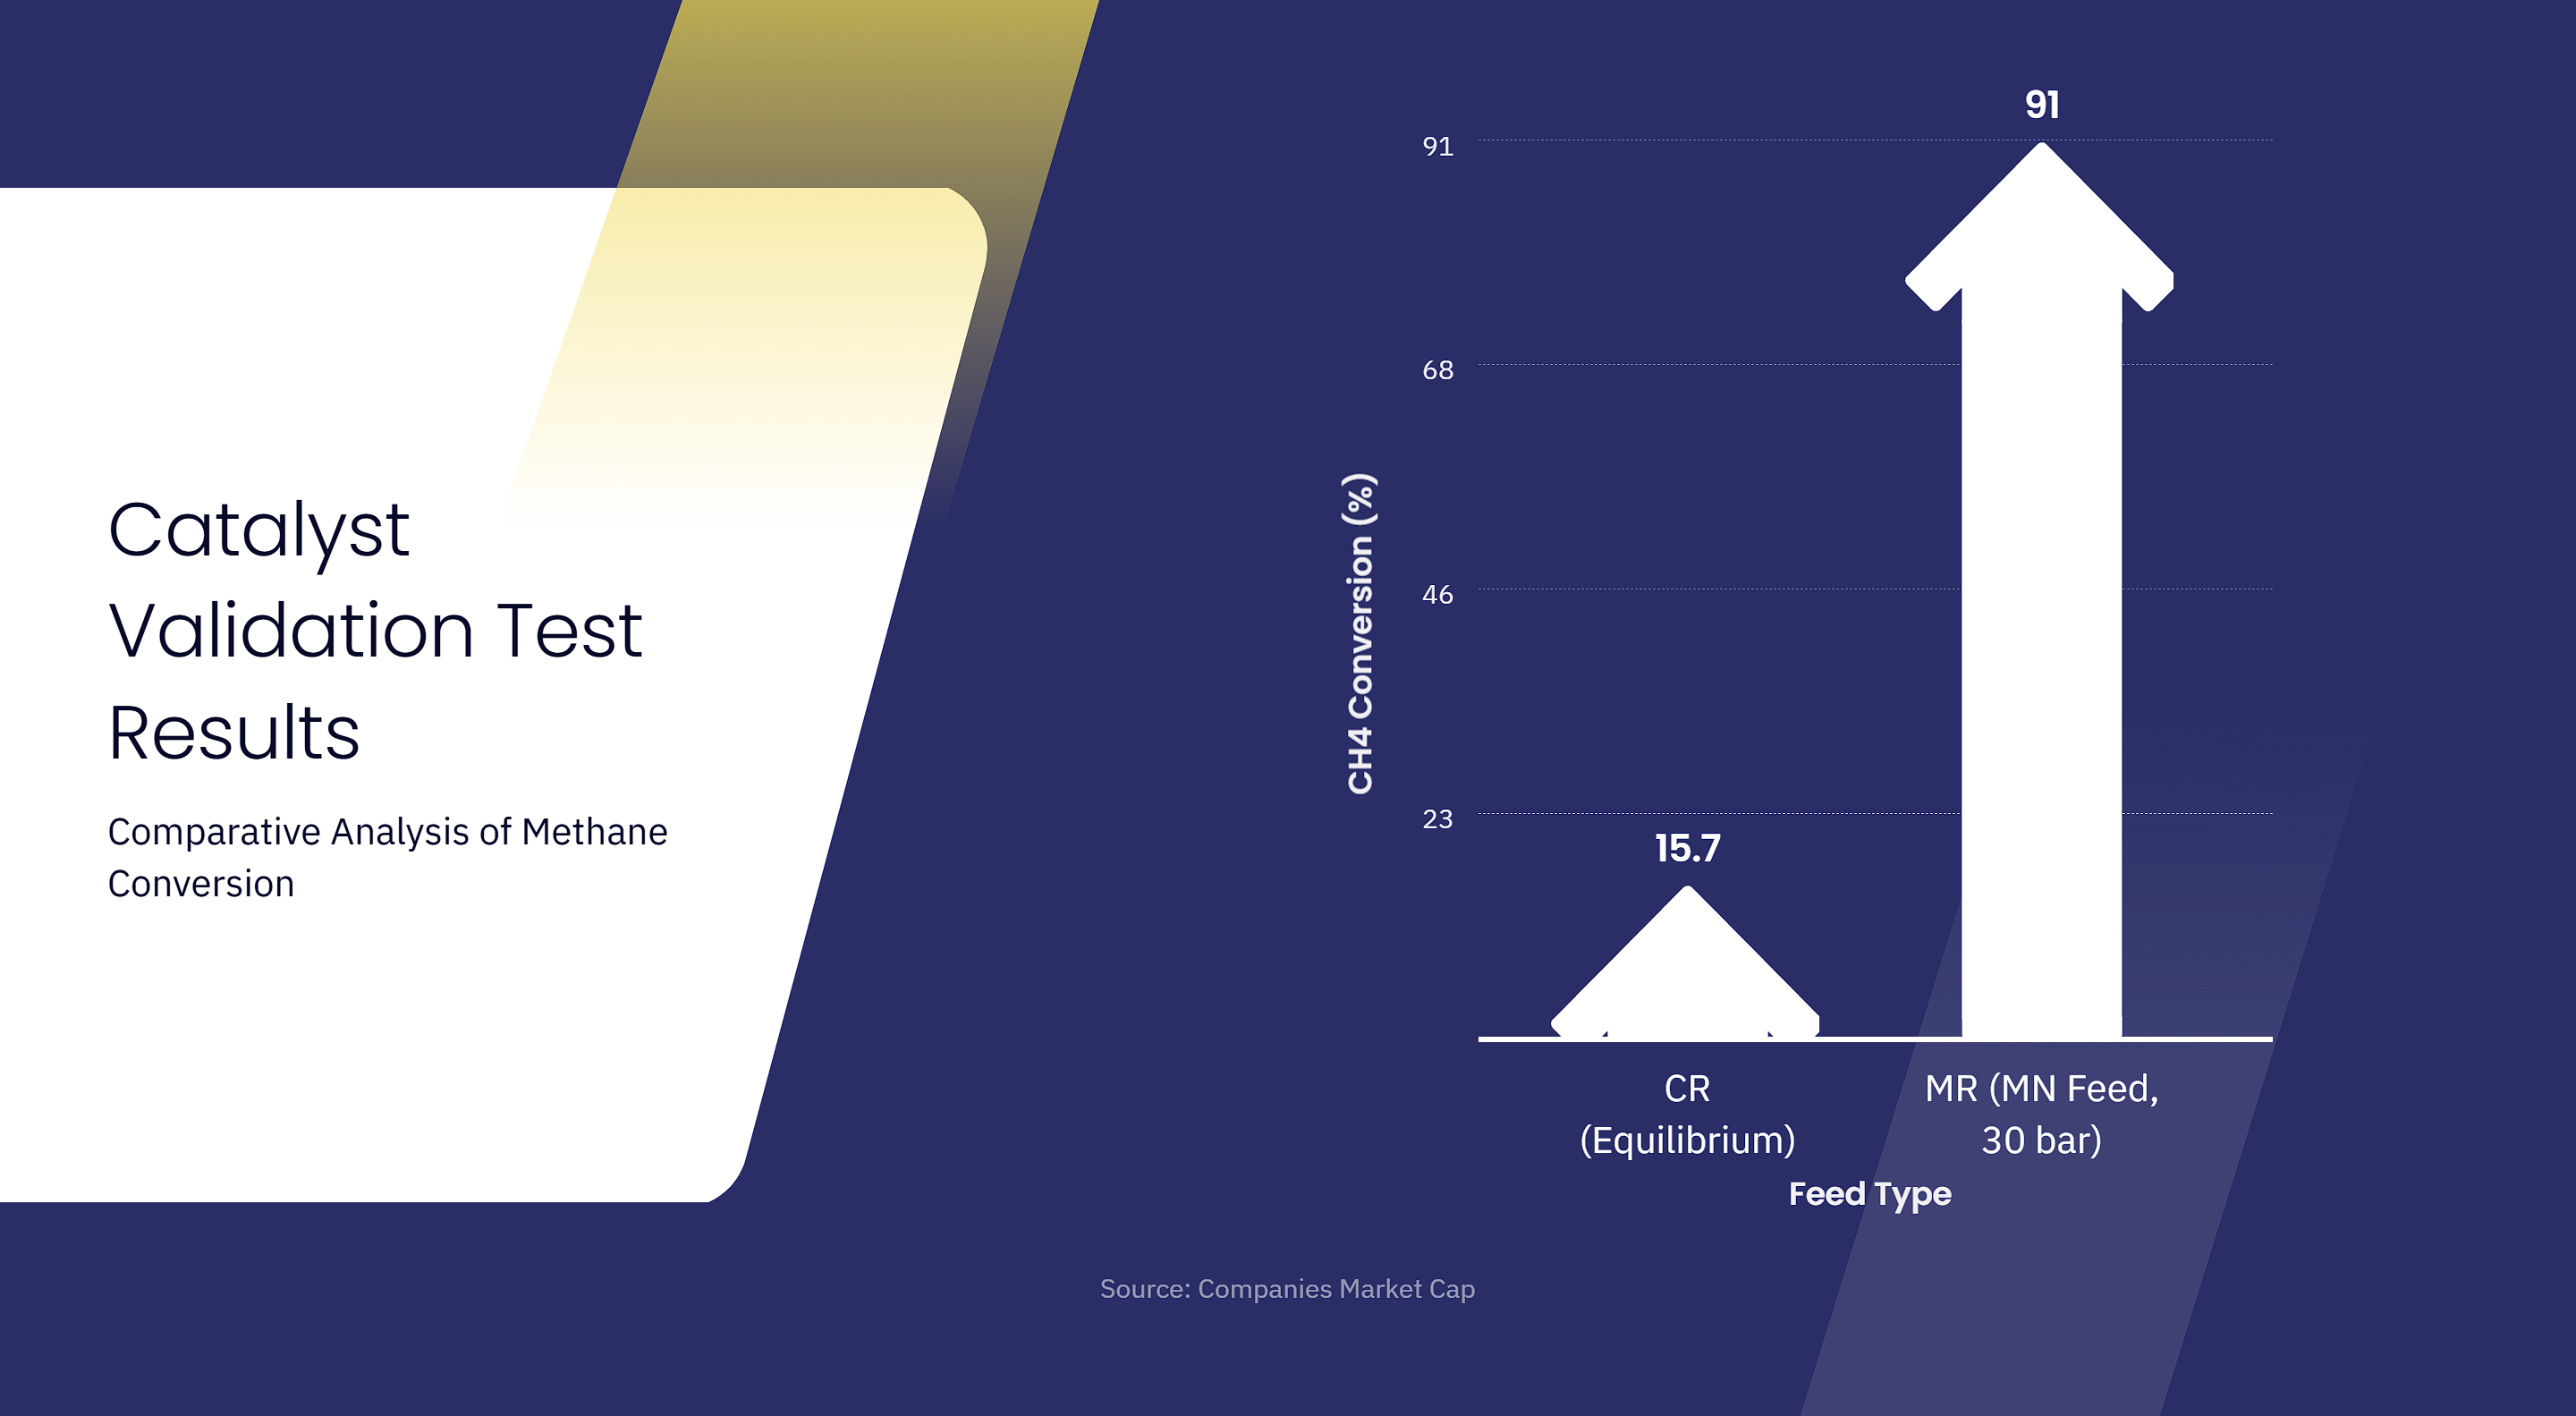 Catalyst
Validation Test
Results
Comparative Analysis of Methane
Conversion
CH4 Conversion (%)
91
68
46
23
15.7
91
CR
(Equilibrium)
MR (MN Feed,
30 bar)
Feed Type
Source: Companies Market Cap